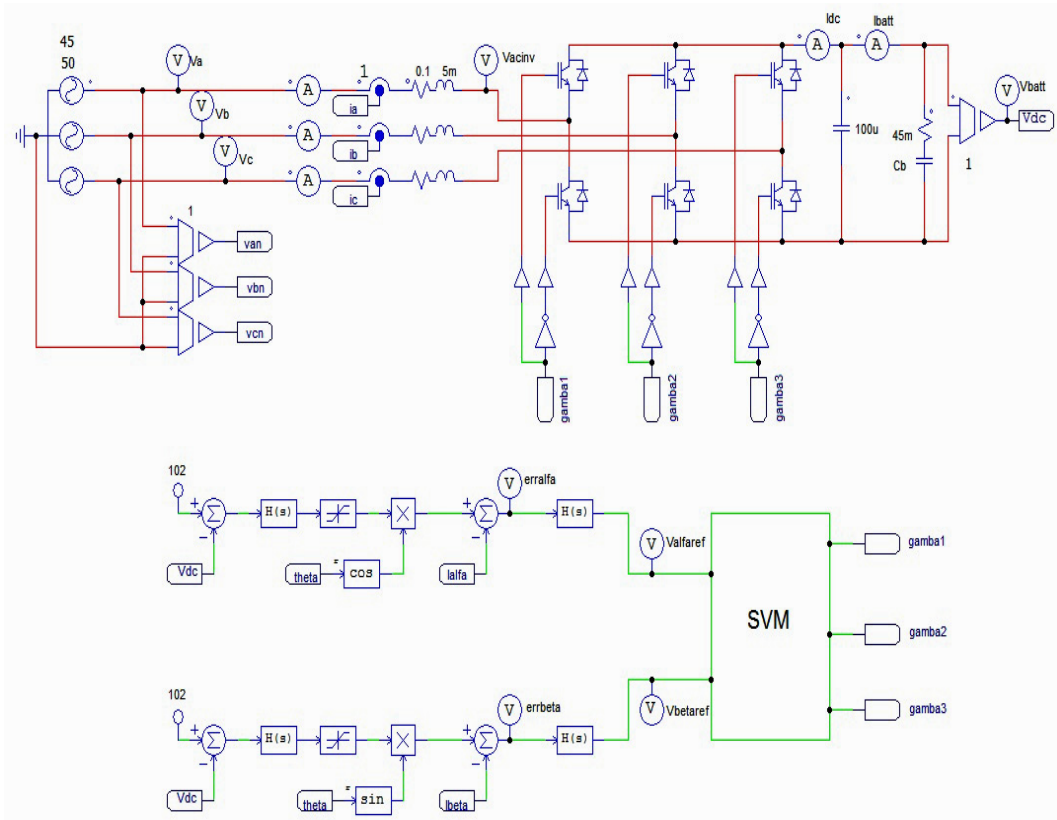 45
50
V
Va
V
Vb
V
Vc
A
A
A
1
ia
ib
ic
0.1
5m
V
Vacinv
Idc
A
Ibatt
A
100u
45m
Cb
1
V
Vbatt
Vdc
1
van
vbn
vcn
gamba1
gamba2
gamba3
102
+
Σ
−
Vdc
H(s)
X
theta
cos
+
Σ
−
Ialfa
V
erralfa
H(s)
V
Valfaref
SVM
gamba1
gamba2
gamba3
102
+
Σ
−
Vdc
H(s)
X
theta
sin
+
Σ
−
Ibeta
V
errbeta
H(s)
V
Vbetaref